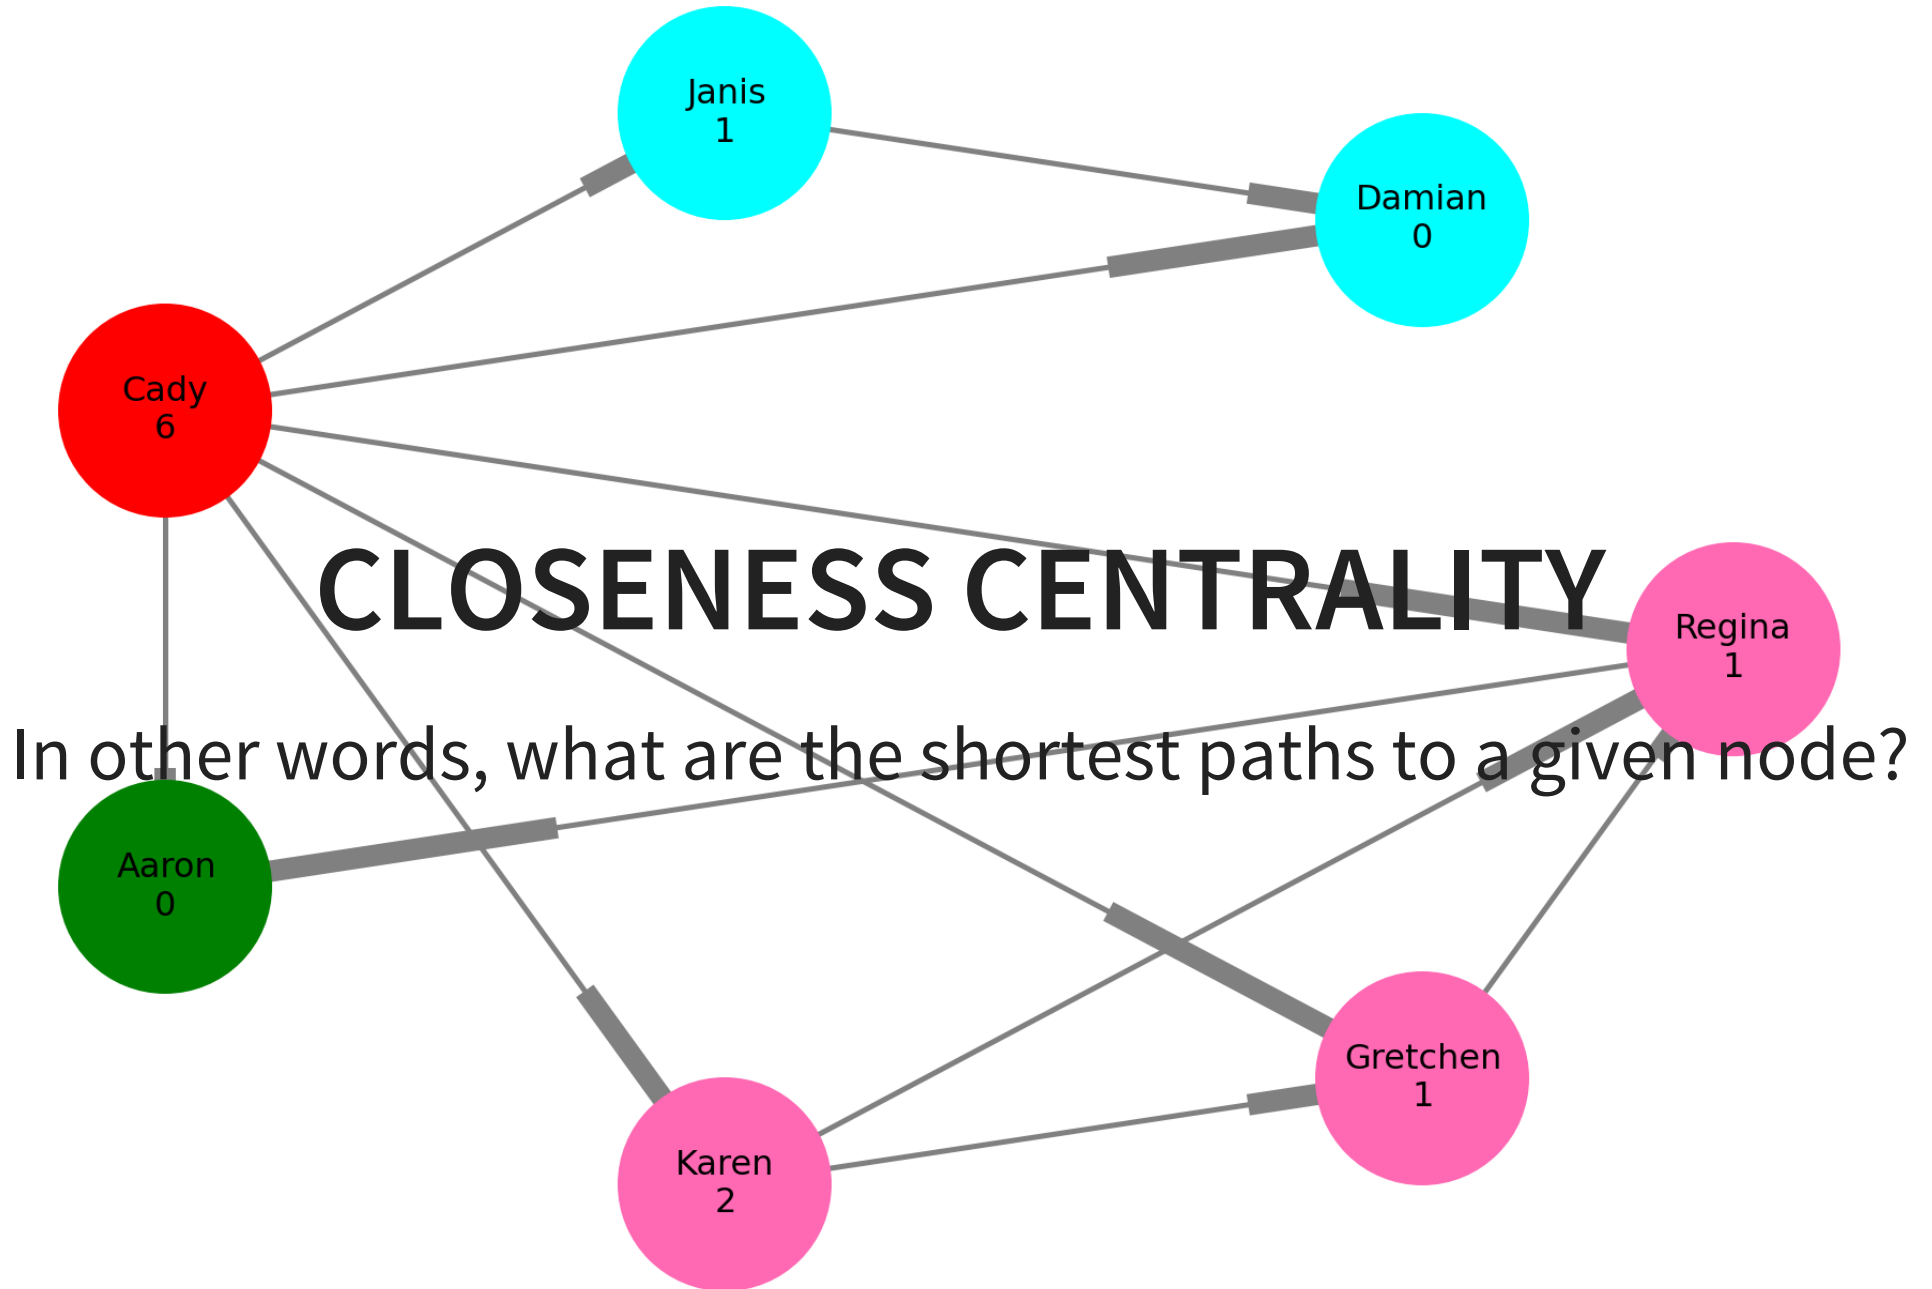 Janis
1
Damian
0
Cady
6
CLOSENESS CENTRALITY
Regina
1
In other words, what are the shortest paths to a given node?
Aaron
0
Gretchen
1
Karen
2